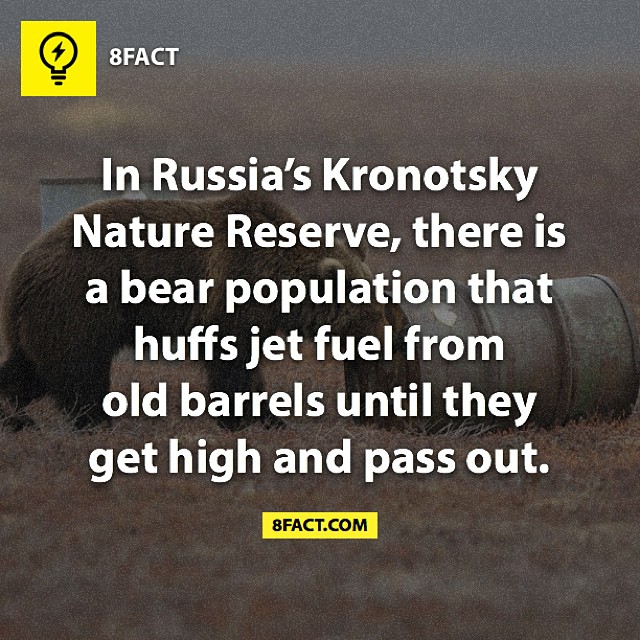 8FACT
In Russia’s Kronotsky
Nature Reserve, there is
a bear population that
huffs jet fuel from
old barrels until they
get high and pass out.
8FACT.COM